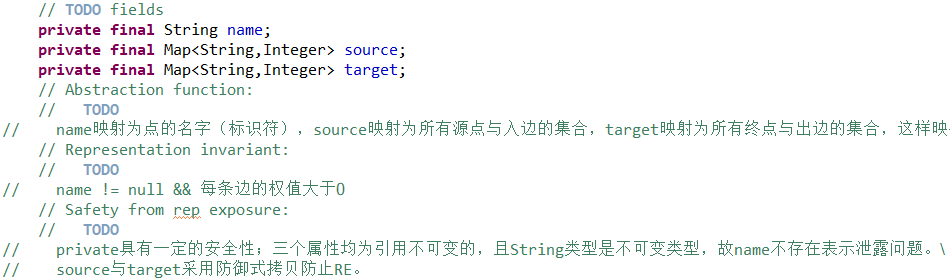 // TODO fields
private final String name;
private final Map<String,Integer> source;
private final Map<String,Integer> target;
// Abstraction function:
//   TODO
//   name映射为点的名字（标识符），source映射为所有源点与入边的集合，target映射为所有终点与出边的集合，这样映
// Representation invariant:
//   TODO
//   name != null && 每条边的权值大于0
// Safety from rep exposure:
//   TODO
//   private具有一定的安全性；三个属性均为引用不可变的，且String类型是不可变类型，故name不存在表示泄露问题。\
//   source与target采用防御式拷贝防止RE。